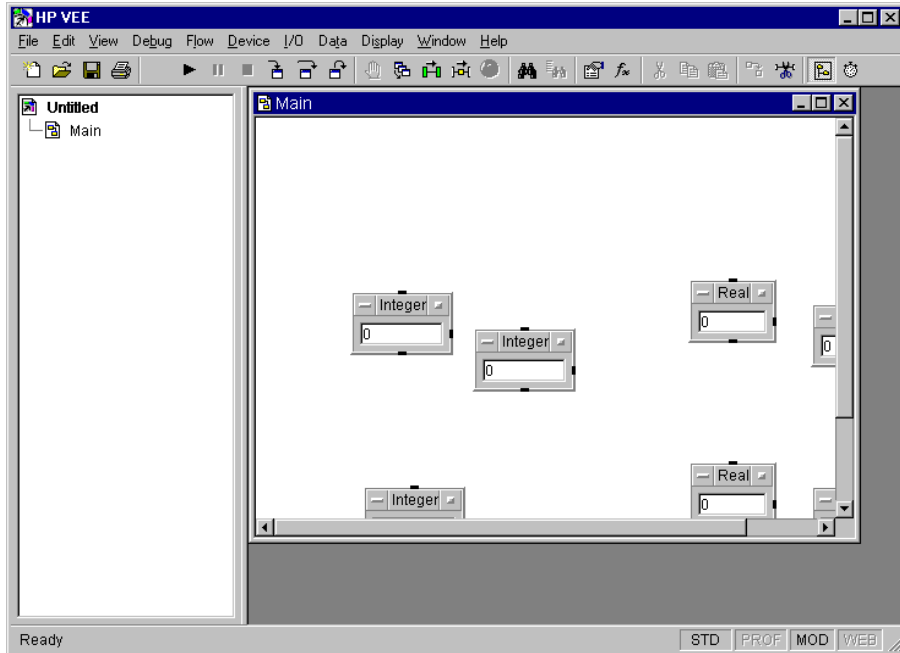 HP VEE
File Edit View Debug Flow Device I/O Data Display Window Help
Untitled
Main
Main
Integer
0
Integer
0
Real
0
0
Integer
Real
0
Ready
STD PROF MOD WEB